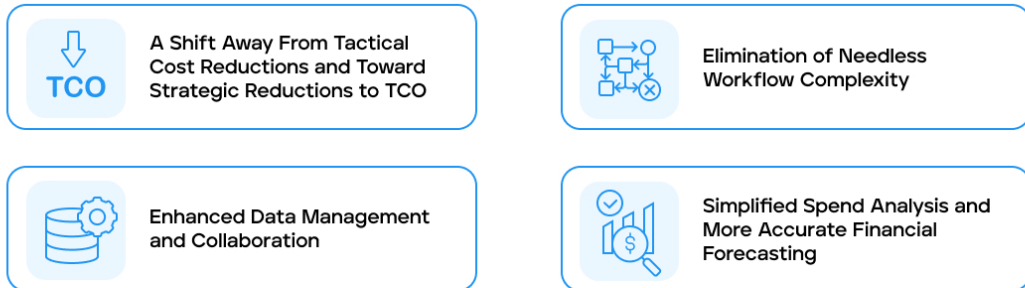 TCO
A Shift Away From Tactical
Cost Reductions and Toward
Strategic Reductions to TCO
Elimination of Needless
Workflow Complexity
Enhanced Data Management
and Collaboration
$
Simplified Spend Analysis and
More Accurate Financial
Forecasting